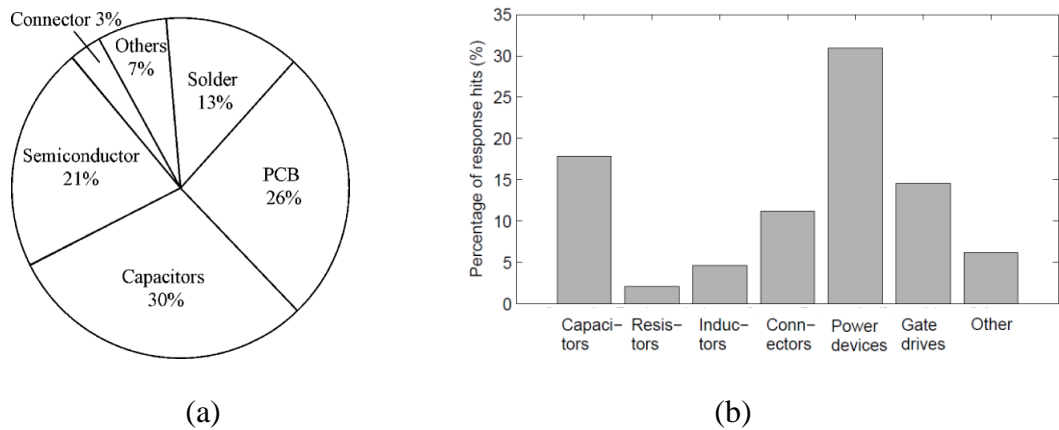 Connector 3%
Others
7%
Solder
13%
PCB
26%
Capacitors
30%
Semiconductor
21%
(a)
Percentage of response hits (%)
35
30
25
20
15
10
5
0
Capaci-
tors
Resis-
tors
Induc-
tors
Conn-
ectors
Power
devices
Gate
drives
Other
(b)